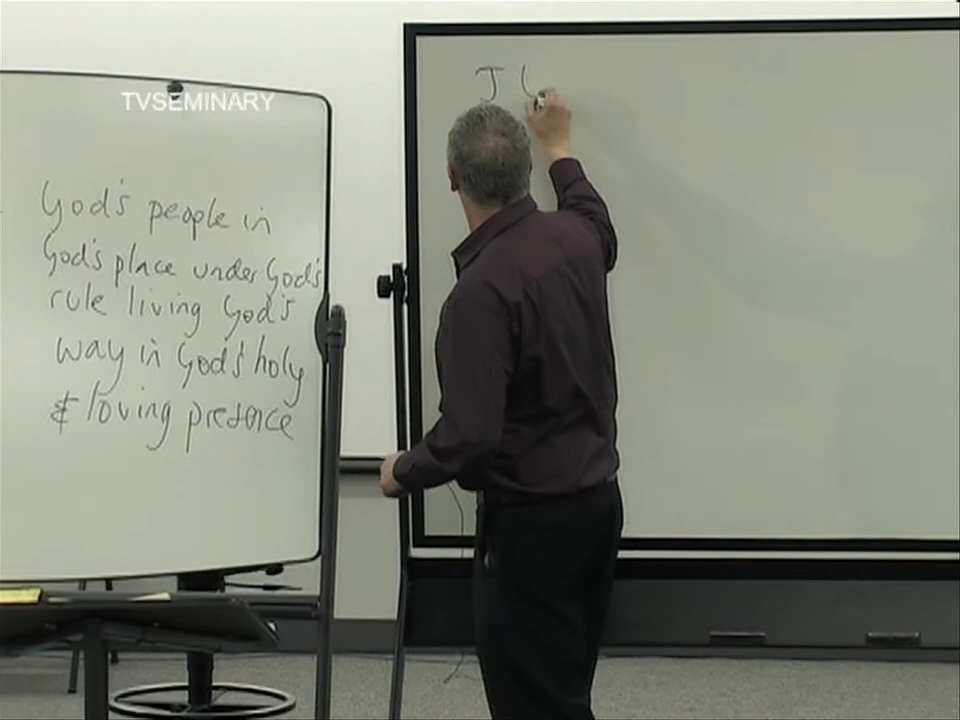 TVSEMINARY
God's people in
God's place under God's
rule living God's
way in God's holy
& loving presence
J